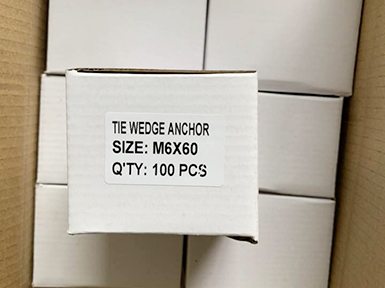 TIE WEDGE ANCHOR
SIZE: M6X60
Q'TY: 100 PCS